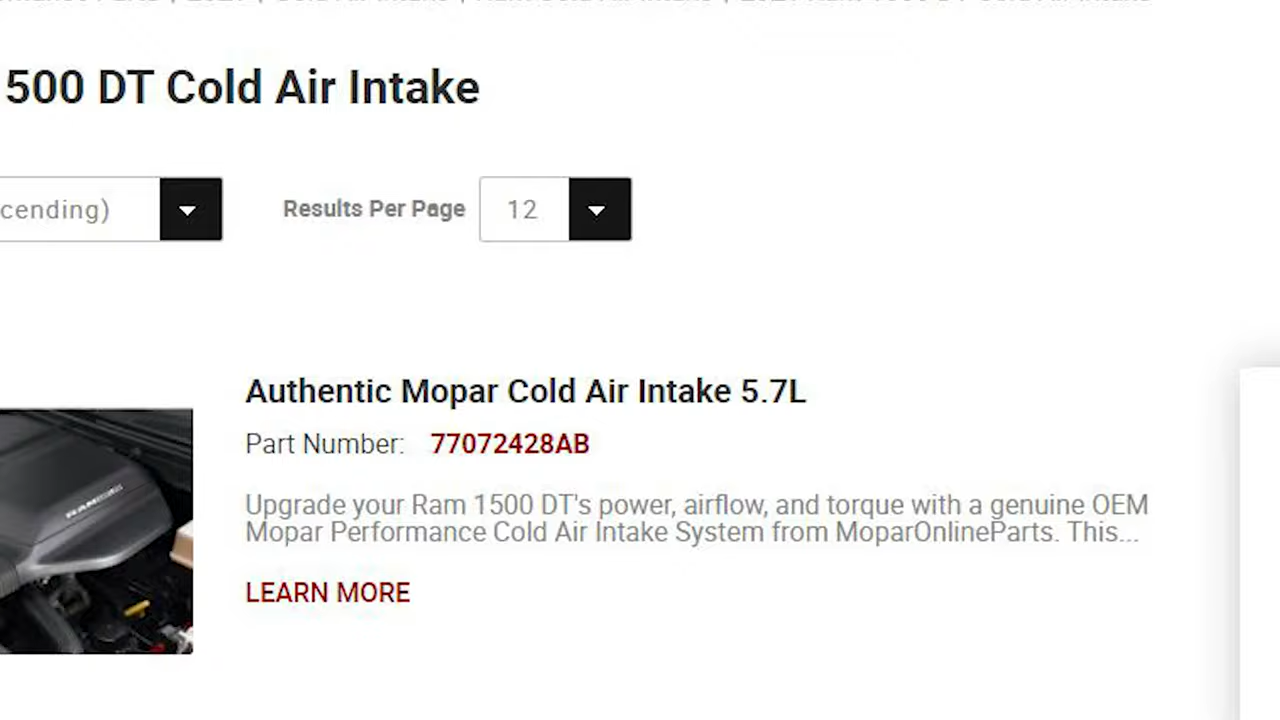 500 DT Cold Air Intake
cending)
Results Per Page
12
Authentic Mopar Cold Air Intake 5.7L
Part Number: 77072428AB
Upgrade your Ram 1500 DT's power, airflow, and torque with a genuine OEM
Mopar Performance Cold Air Intake System from MoparOnlineParts. This...
LEARN MORE